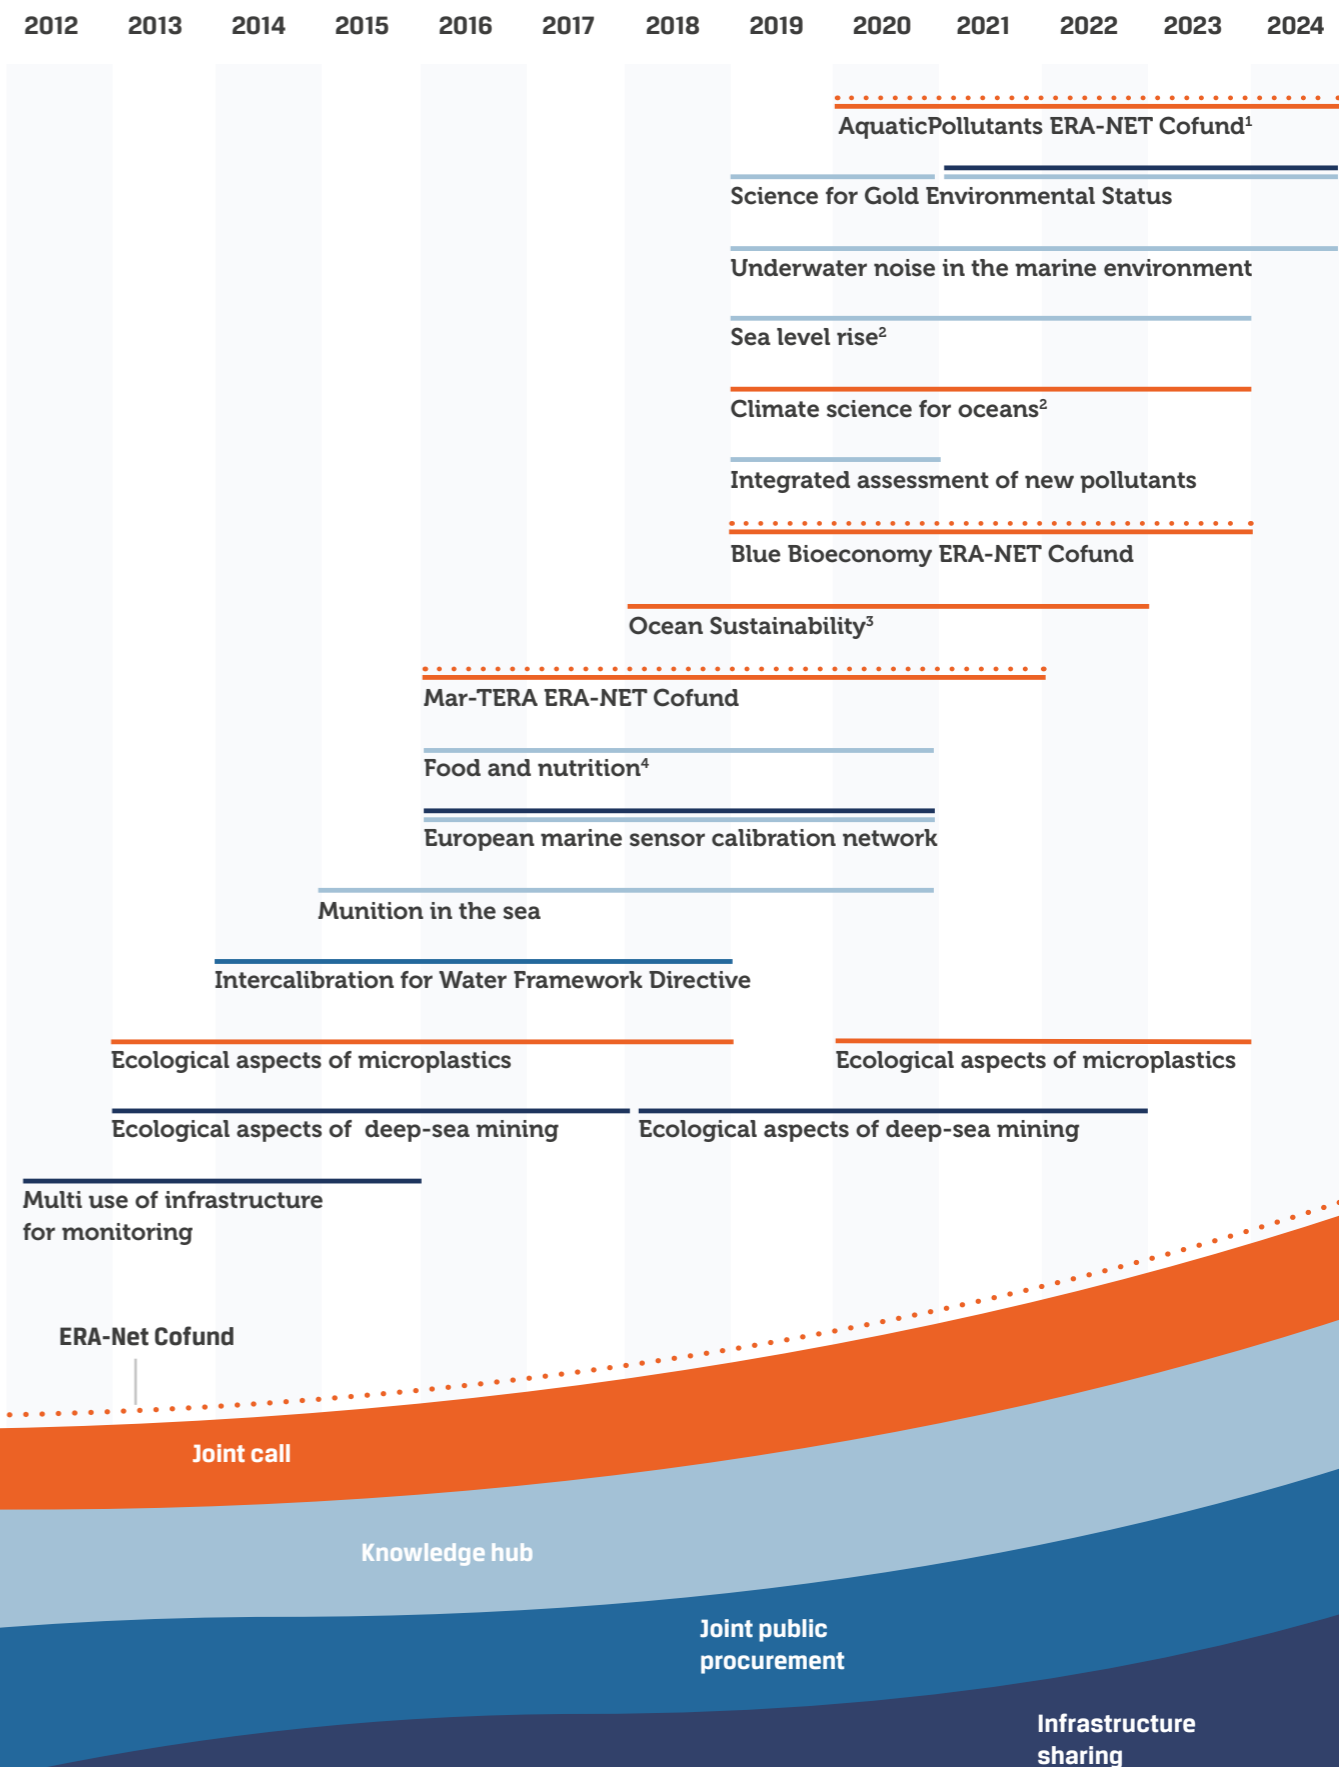 2012 2013 2014 2015 2016 2017 2018 2019 2020 2021 2022 2023 2024
AquaticPollutants ERA-NET Cofund¹
Science for Gold Environmental Status
Underwater noise in the marine environment
Sea level rise²
Climate science for oceans²
Integrated assessment of new pollutants
Blue Bioeconomy ERA-NET Cofund
Ocean Sustainability³
Mar-TERA ERA-NET Cofund
Food and nutrition⁴
European marine sensor calibration network
Munition in the sea
Intercalibration for Water Framework Directive
Ecological aspects of microplastics Ecological aspects of microplastics
Ecological aspects of deep-sea mining Ecological aspects of deep-sea mining
Multi use of infrastructure
for monitoring
ERA-Net Cofund
Joint call
Knowledge hub
Joint public
procurement
Infrastructure
sharing